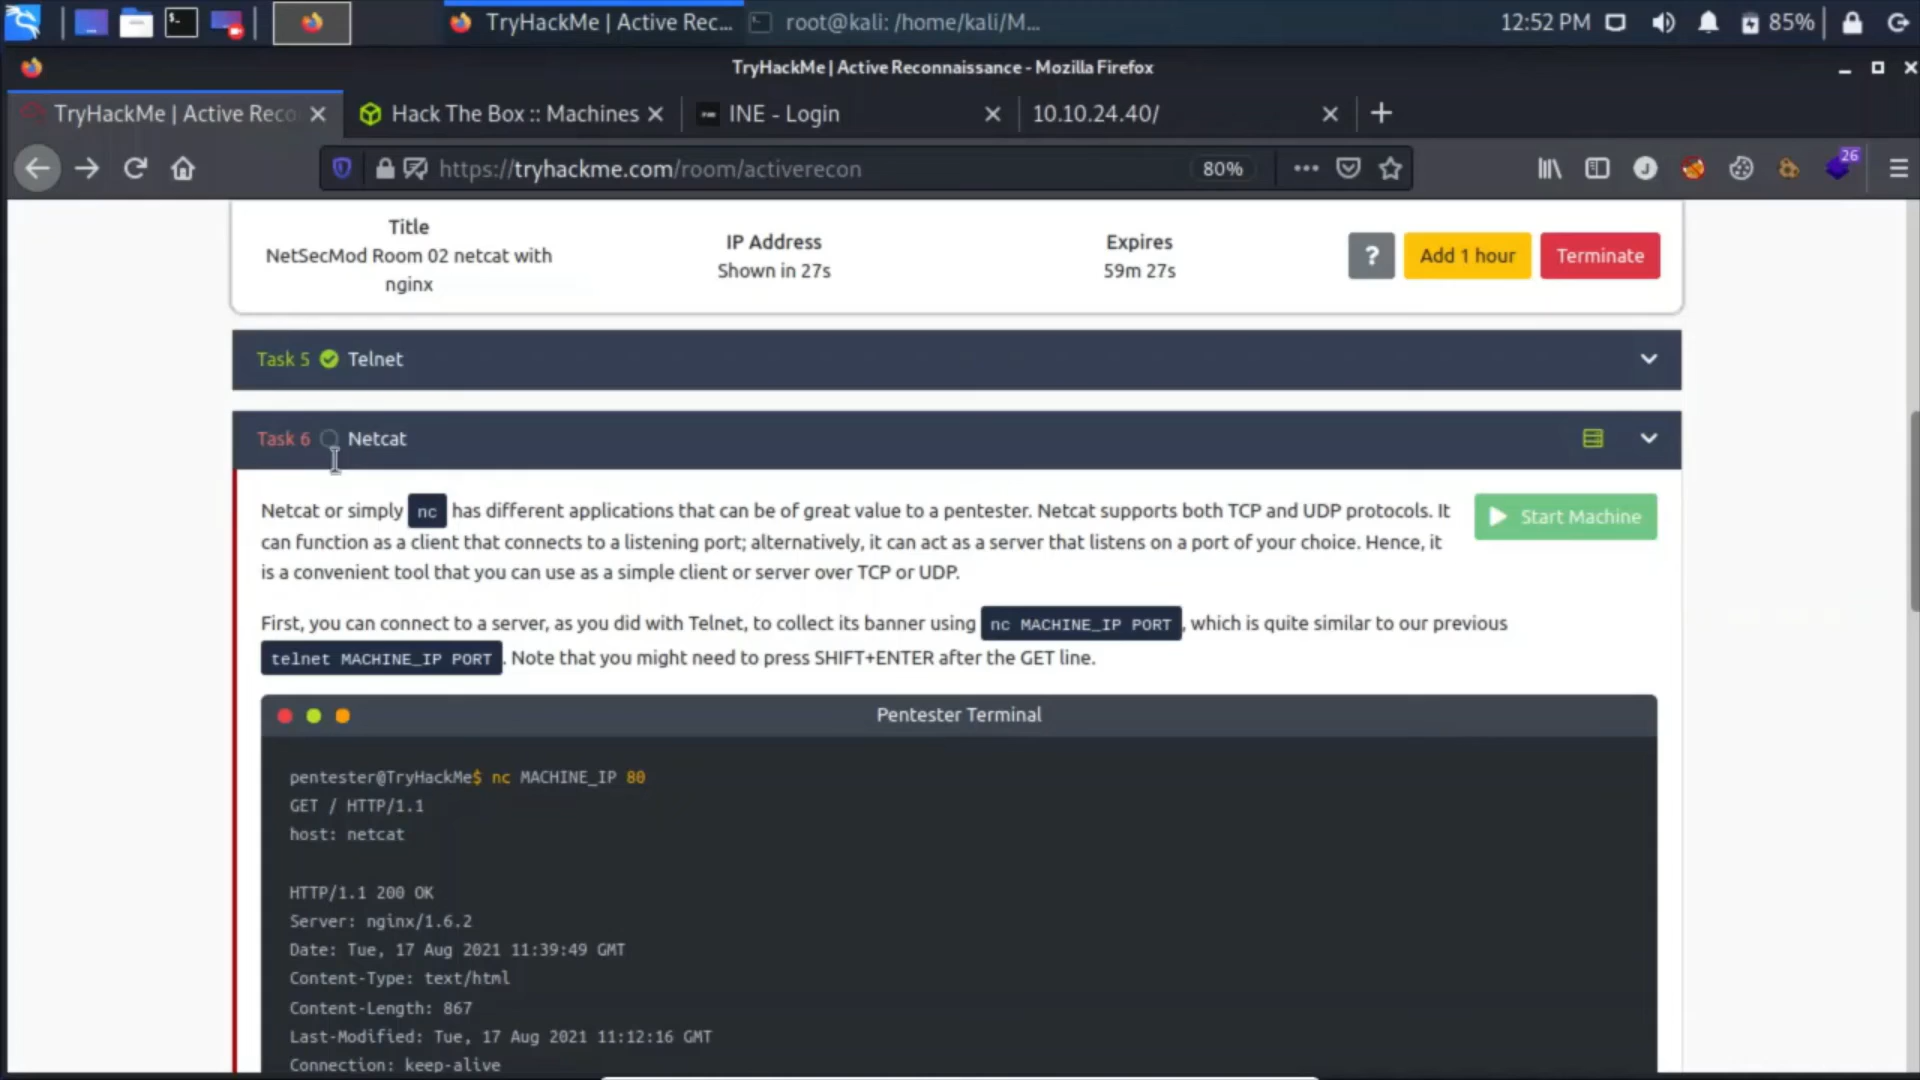 TryHackMe | Active Rec...
root@kali: /home/kali/M...
12:52 PM
85%
TryHackMe | Active Reconnaissance - Mozilla Firefox
TryHackMe | Active Reco
Hack The Box :: Machines
INE - Login
10.10.24.40/
https://tryhackme.com/room/activerecon
80%
26
Title
IP Address
Expires
NetSecMod Room 02 netcat with nginx
Shown in 27s
59m 27s
?
Add 1 hour
Terminate
Task 5 Telnet
Task 6 Netcat
Netcat or simply nc has different applications that can be of great value to a pentester. Netcat supports both TCP and UDP protocols. It
can function as a client that connects to a listening port; alternatively, it can act as a server that listens on a port of your choice. Hence, it
is a convenient tool that you can use as a simple client or server over TCP or UDP.
Start Machine
First, you can connect to a server, as you did with Telnet, to collect its banner using nc MACHINE_IP PORT, which is quite similar to our previous
telnet MACHINE_IP PORT. Note that you might need to press SHIFT+ENTER after the GET line.
Pentester Terminal
pentester@TryHackMe$ nc MACHINE_IP 80
GET / HTTP/1.1
host: netcat
HTTP/1.1 200 OK
Server: nginx/1.6.2
Date: Tue, 17 Aug 2021 11:39:49 GMT
Content-Type: text/html
Content-Length: 867
Last-Modified: Tue, 17 Aug 2021 11:12:16 GMT
Connection: keep-alive